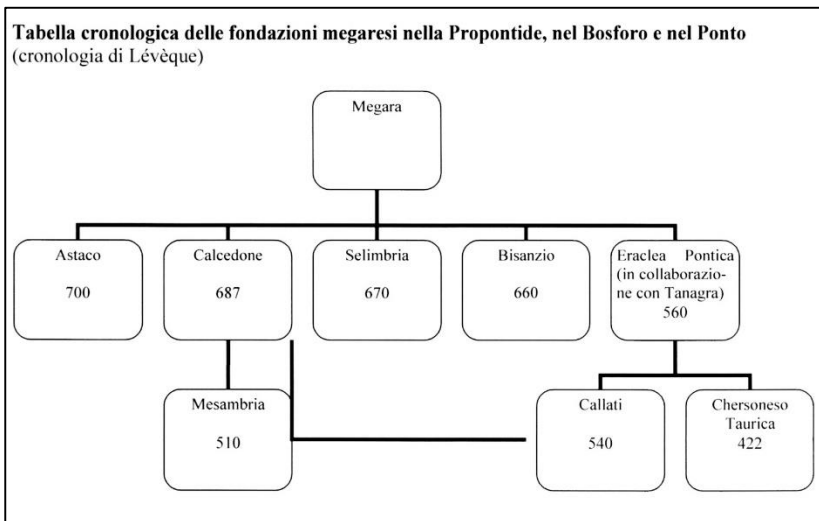 Tabella cronologica delle fondazioni megaresi nella Propontide, nel Bosforo e nel Ponto
(cronologia di Lévèque)
Megara
Astaco
700
Calcedone
687
Selimbria
670
Bisanzio
660
Eraclea Pontica
(in collaborazio-
ne con Tanagra)
560
Mesambria
510
Callati
540
Chersoneso
Taurica
422